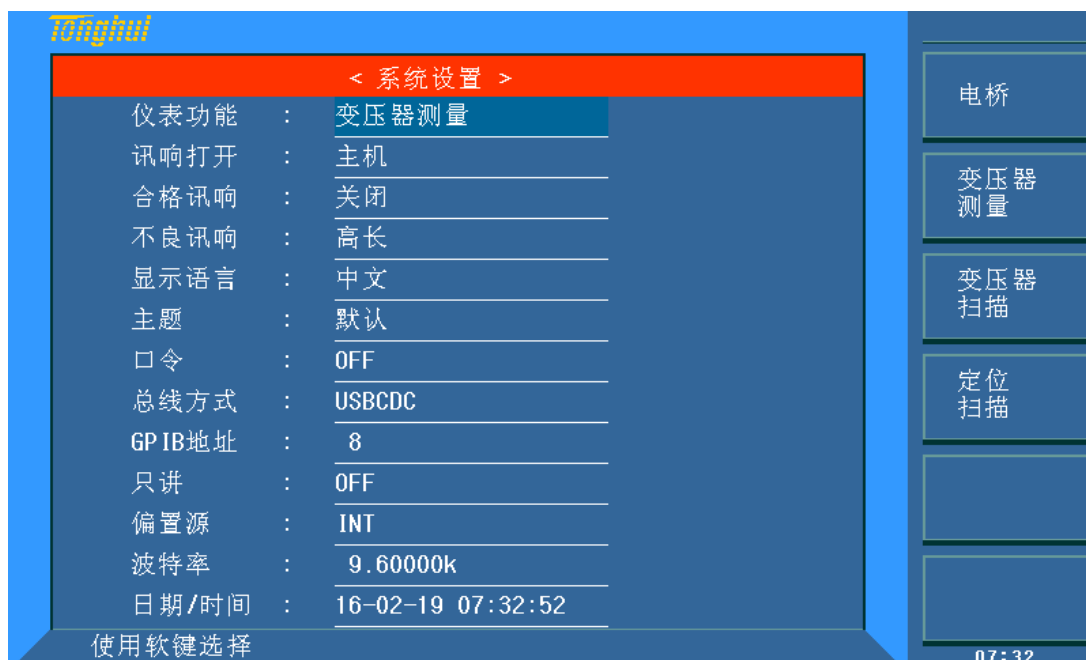 Tonghui
< 系统设置 >
仪表功能 : 变压器测量
讯响打开 : 主机
合格讯响 : 关闭
不良讯响 : 高长
显示语言 : 中文
主题 : 默认
口令 : OFF
总线方式 : USBCDC
GPIB地址 : 8
只讲 : OFF
偏置源 : INT
波特率 : 9.60000k
日期/时间 : 16-02-19 07:32:52
使用软键选择
电桥
变压器
测量
变压器
扫描
定位
扫描
07:32